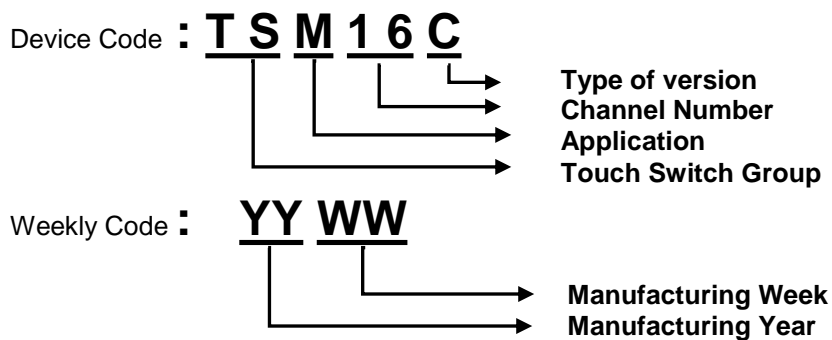 Device Code : T S M 1 6 C
Type of version
Channel Number
Application
Touch Switch Group
Weekly Code : YY WW
Manufacturing Week
Manufacturing Year